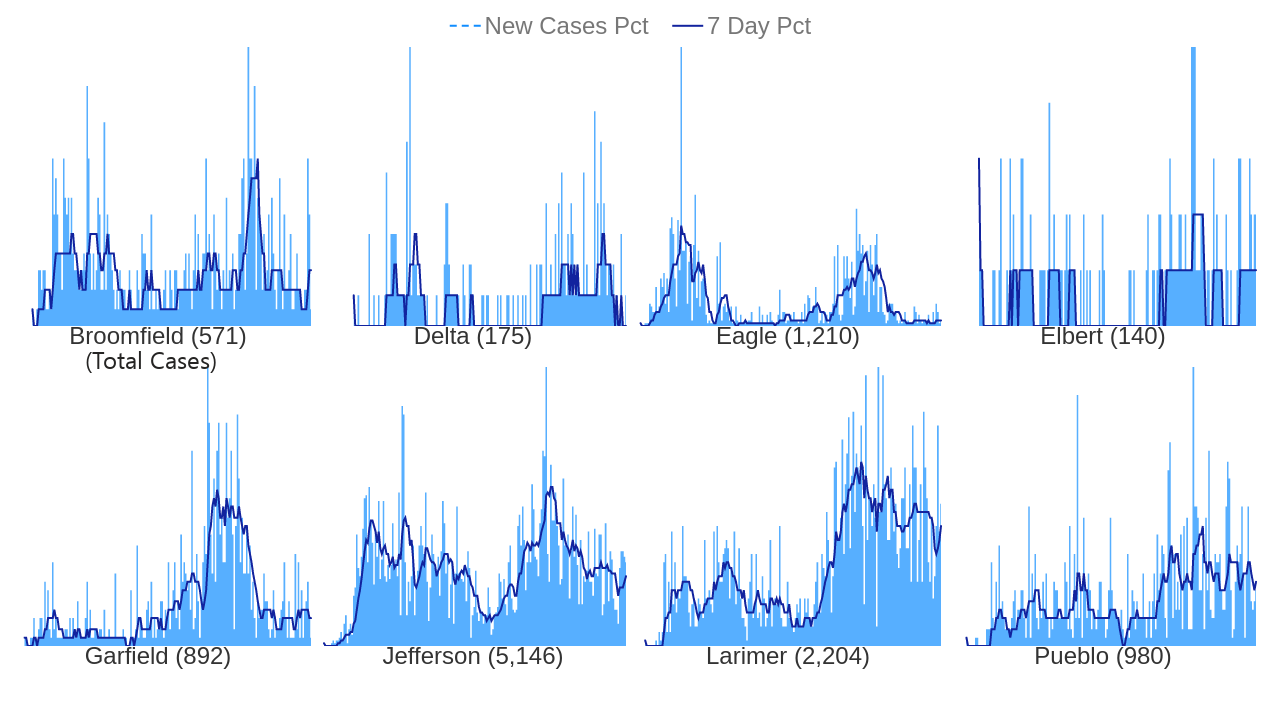 New Cases Pct 7 Day Pct
Broomfield (571) Delta (175) Eagle (1,210) Elbert (140)
(Total Cases)
Garfield (892) Jefferson (5,146) Larimer (2,204) Pueblo (980)